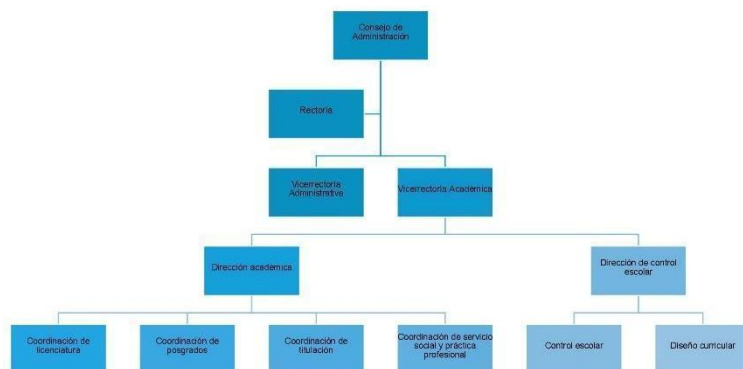 Consejo de
Administración
Rectoría
Vicerrectoría
Administrativa
Vicerrectoría Académica
Dirección academica
Dirección de control
escolar
Coordinación de
licenciatura
Coordinación de
posgrados
Coordinación de
titulación
Coordinación de servicio
social y práctica
profesional
Control escolar
Diseño curricular